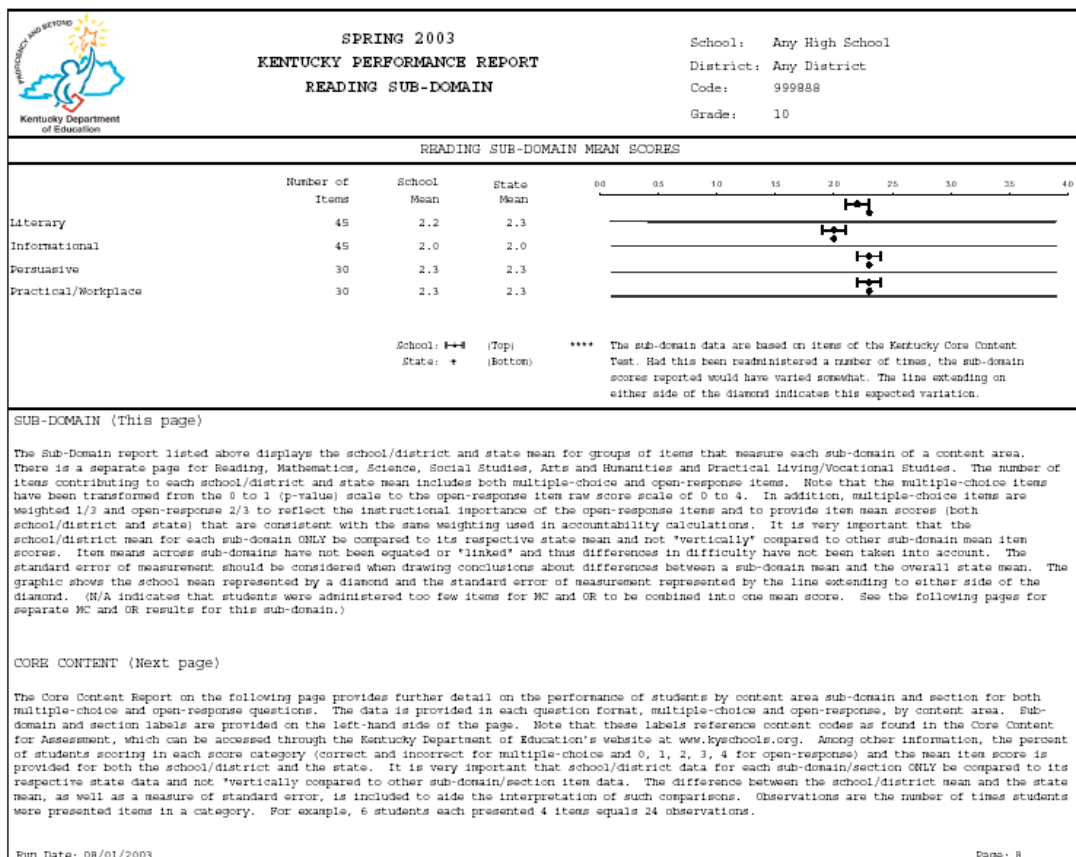 PROFICIENCY AND BEYOND
Kentucky Department
of Education
SPRING 2003
KENTUCKY PERFORMANCE REPORT
READING SUB-DOMAIN
School: Any High School
District: Any District
Code: 999888
Grade: 10
READING SUB-DOMAIN MEAN SCORES
Number of Items School Mean State Mean
0.0 0.5 1.0 1.5 2.0 2.5 3.0 3.5 4.0
Literary 45 2.2 2.3
Informational 45 2.0 2.0
Persuasive 30 2.3 2.3
Practical/Workplace 30 2.3 2.3
School: (Top)
State: (Bottom)
**** The sub-domain data are based on items of the Kentucky Core Content
Test. Had this been readministered a number of times, the sub-domain
scores reported would have varied somewhat. The line extending on
either side of the diamond indicates this expected variation.
SUB-DOMAIN (This page)
The Sub-Domain report listed above displays the school/district and state mean for groups of items that measure each sub-domain of a content area.
There is a separate page for Reading, Mathematics, Science, Social Studies, Arts and Humanities and Practical Living/Vocational Studies. The number of
items contributing to each school/district and state mean includes both multiple-choice and open-response items. Note that the multiple-choice items
have been transformed from the 0 to 1 (p-value) scale to the open-response item raw score scale of 0 to 4. In addition, multiple-choice items are
weighted 1/3 and open-response 2/3 to reflect the instructional importance of the open-response items and to provide item mean scores (both
school/district and state) that are consistent with the same weighting used in accountability calculations. It is very important that the
school/district mean for each sub-domain ONLY be compared to its respective state mean and not "vertically" compared to other sub-domain mean item
scores. Item means across sub-domains have not been equated or "linked" and thus differences in difficulty have not been taken into account. The
standard error of measurement should be considered when drawing conclusions about differences between a sub-domain mean and the overall state mean. The
graphic shows the school mean represented by a diamond and the standard error of measurement represented by the line extending to either side of the
diamond. (N/A indicates that students were administered too few items for MC and OR to be combined into one mean score. See the following pages for
separate MC and OR results for this sub-domain.)
CORE CONTENT (Next page)
The Core Content Report on the following page provides further detail on the performance of students by content area sub-domain and section for both
multiple-choice and open-response questions. The data is provided in each question format, multiple-choice and open-response, by content area. Sub-
domain and section labels are provided on the left-hand side of the page. Note that these labels reference content codes as found in the Core Content
for Assessment, which can be accessed through the Kentucky Department of Education's website at www.kyschools.org. Among other information, the percent
of students scoring in each score category (correct and incorrect for multiple-choice and 0, 1, 2, 3, 4 for open-response) and the mean item score is
provided for both the school/district and the state. It is very important that school/district data for each sub-domain/section ONLY be compared to its
respective state data and not "vertically compared to other sub-domain/section item data. The difference between the school/district mean and the state
mean, as well as a measure of standard error, is included to aide the interpretation of such comparisons. Observations are the number of times students
were presented items in a category. For example, 6 students each presented 4 items equals 24 observations.
Run Date: 08/01/2003
Page: 8